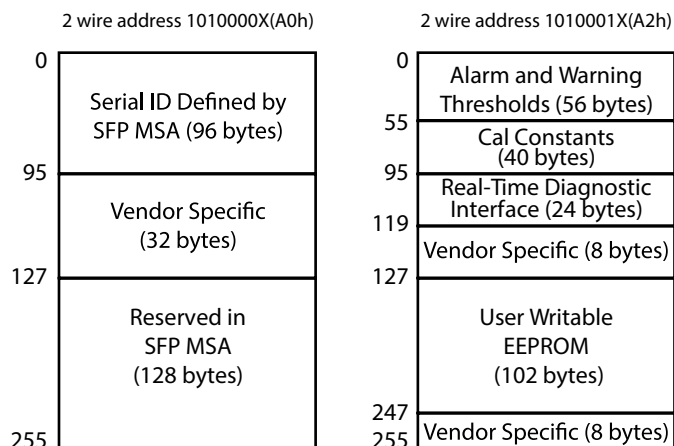 2 wire address 1010000X(A0h)
0
Serial ID Defined by
SFP MSA (96 bytes)
95
Vendor Specific
(32 bytes)
127
Reserved in
SFP MSA
(128 bytes)
255
2 wire address 1010001X(A2h)
0
Alarm and Warning
Thresholds (56 bytes)
55
Cal Constants
(40 bytes)
95
Real-Time Diagnostic
Interface (24 bytes)
119
Vendor Specific (8 bytes)
127
User Writable
EEPROM
(102 bytes)
247
Vendor Specific (8 bytes)
255